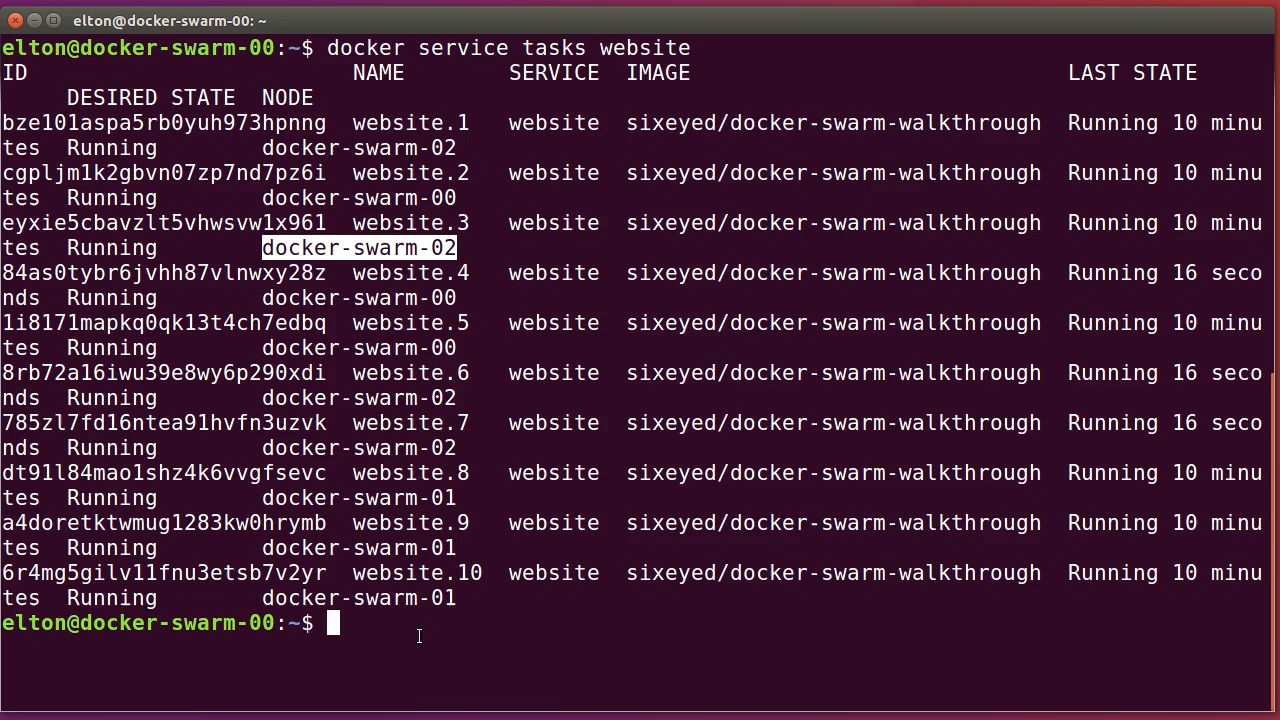 elton@docker-swarm-00: ~
elton@docker-swarm-00:~$ docker service tasks website
ID                         NAME        SERVICE  IMAGE                             LAST STATE
     DESIRED STATE  NODE
bze101aspa5rb0yuh973hpnng  website.1   website  sixeyed/docker-swarm-walkthrough  Running 10 minu
tes  Running        docker-swarm-02
cgpljm1k2gbvn07zp7nd7pz6i  website.2   website  sixeyed/docker-swarm-walkthrough  Running 10 minu
tes  Running        docker-swarm-00
eyxie5cbavzlt5vhwsvw1x961  website.3   website  sixeyed/docker-swarm-walkthrough  Running 10 minu
tes  Running        docker-swarm-02
84as0tybr6jvhh87vlnwxy28z  website.4   website  sixeyed/docker-swarm-walkthrough  Running 16 seco
nds  Running        docker-swarm-00
1i8171mapkq0qk13t4ch7edbq  website.5   website  sixeyed/docker-swarm-walkthrough  Running 10 minu
tes  Running        docker-swarm-00
8rb72a16iwu39e8wy6p290xdi  website.6   website  sixeyed/docker-swarm-walkthrough  Running 16 seco
nds  Running        docker-swarm-02
785zl7fd16ntea91hvfn3uzvk  website.7   website  sixeyed/docker-swarm-walkthrough  Running 16 seco
nds  Running        docker-swarm-02
dt91l84mao1shz4k6vvgfsevc  website.8   website  sixeyed/docker-swarm-walkthrough  Running 10 minu
tes  Running        docker-swarm-01
a4doretktwmug1283kw0hrymb  website.9   website  sixeyed/docker-swarm-walkthrough  Running 10 minu
tes  Running        docker-swarm-01
6r4mg5gilv11fnu3etsb7v2yr  website.10  website  sixeyed/docker-swarm-walkthrough  Running 10 minu
tes  Running        docker-swarm-01
elton@docker-swarm-00:~$